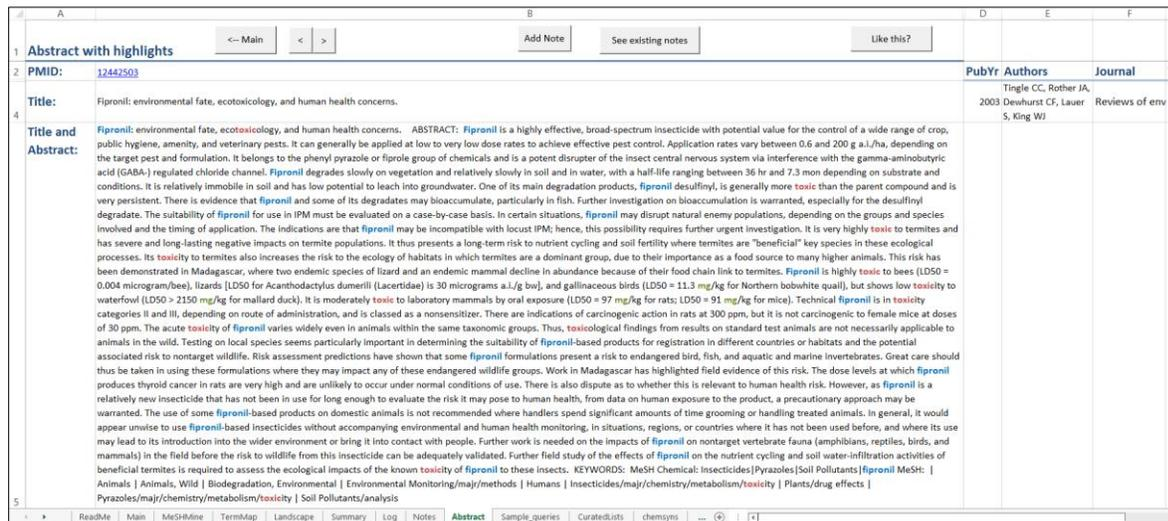 A B D E F
<-- Main < > Add Note See existing notes Like this?
1 Abstract with highlights
2 PMID: 12442503 PubYr Authors Journal
4 Title: Fipronil: environmental fate, ecotoxicology, and human health concerns. 2003 Tingle CC, Rother JA, Dewhurst CF, Lauer S, King WJ Reviews of env
Title and Abstract:
Fipronil: environmental fate, ecotoxicology, and human health concerns. ABSTRACT: Fipronil is a highly effective, broad-spectrum insecticide with potential value for the control of a wide range of crop,
public hygiene, amenity, and veterinary pests. It can generally be applied at low to very low dose rates to achieve effective pest control. Application rates vary between 0.6 and 200 g a.i./ha, depending on
the target pest and formulation. It belongs to the phenyl pyrazole or fiprole group of chemicals and is a potent disrupter of the insect central nervous system via interference with the gamma-aminobutyric
acid (GABA-) regulated chloride channel. Fipronil degrades slowly on vegetation and relatively slowly in soil and in water, with a half-life ranging between 36 hr and 7.3 mon depending on substrate and
conditions. It is relatively immobile in soil and has low potential to leach into groundwater. One of its main degradation products, fipronil desulfinyl, is generally more toxic than the parent compound and is
very persistent. There is evidence that fipronil and some of its degradates may bioaccumulate, particularly in fish. Further investigation on bioaccumulation is warranted, especially for the desulfinyl
degradate. The suitability of fipronil for use in IPM must be evaluated on a case-by-case basis. In certain situations, fipronil may disrupt natural enemy populations, depending on the groups and species
involved and the timing of application. The indications are that fipronil may be incompatible with locust IPM; hence, this possibility requires further urgent investigation. It is very highly toxic to termites and
has severe and long-lasting negative impacts on termite populations. It thus presents a long-term risk to nutrient cycling and soil fertility where termites are "beneficial" key species in these ecological
processes. Its toxicity to termites also increases the risk to the ecology of habitats in which termites are a dominant group, due to their importance as a food source to many higher animals. This risk has
been demonstrated in Madagascar, where two endemic species of lizard and an endemic mammal decline in abundance because of their food chain link to termites. Fipronil is highly toxic to bees (LD50 =
0.004 microgram/bee), lizards [LD50 for Acanthodactylus dumerili (Lacertidae) is 30 micrograms a.i./g bw], and gallinaceous birds (LD50 = 11.3 mg/kg for Northern bobwhite quail), but shows low toxicity to
waterfowl (LD50 > 2150 mg/kg for mallard duck). It is moderately toxic to laboratory mammals by oral exposure (LD50 = 97 mg/kg for rats; LD50 = 91 mg/kg for mice). Technical fipronil is in toxicity
categories II and III, depending on route of administration, and is classed as a nonsensitizer. There are indications of carcinogenic action in rats at 300 ppm, but it is not carcinogenic to female mice at doses
of 30 ppm. The acute toxicity of fipronil varies widely even in animals within the same taxonomic groups. Thus, toxicological findings from results on standard test animals are not necessarily applicable to
animals in the wild. Testing on local species seems particularly important in determining the suitability of fipronil-based products for registration in different countries or habitats and the potential
associated risk to nontarget wildlife. Risk assessment predictions have shown that some fipronil formulations present a risk to endangered bird, fish, and aquatic and marine invertebrates. Great care should
thus be taken in using these formulations where they may impact any of these endangered wildlife groups. Work in Madagascar has highlighted field evidence of this risk. The dose levels at which fipronil
produces thyroid cancer in rats are very high and are unlikely to occur under normal conditions of use. There is also dispute as to whether this is relevant to human health risk. However, as fipronil is a
relatively new insecticide that has not been in use for long enough to evaluate the risk it may pose to human health, from data on human exposure to the product, a precautionary approach may be
warranted. The use of some fipronil-based products on domestic animals is not recommended where handlers spend significant amounts of time grooming or handling treated animals. In general, it would
appear unwise to use fipronil-based insecticides without accompanying environmental and human health monitoring, in situations, regions, or countries where it has not been used before, and where its use
may lead to its introduction into the wider environment or bring it into contact with people. Further work is needed on the impacts of fipronil on nontarget vertebrate fauna (amphibians, reptiles, birds, and
mammals) in the field before the risk to wildlife from this insecticide can be adequately validated. Further field study of the effects of fipronil on the nutrient cycling and soil water-infiltration activities of
beneficial termites is required to assess the ecological impacts of the known toxicity of fipronil to these insects. KEYWORDS: MeSH Chemical: Insecticides|Pyrazoles|Soil Pollutants|fipronil MeSH: |
Animals | Animals, Wild | Biodegradation, Environmental | Environmental Monitoring/majr/methods | Humans | Insecticides/majr/chemistry/metabolism/toxicity | Plants/drug effects |
5 Pyrazoles/majr/chemistry/metabolism/toxicity | Soil Pollutants/analysis
ReadMe Main MeSHMine TermMap Landscape Summary Log Notes Abstract Sample_queries CuratedLists chemsyns ...